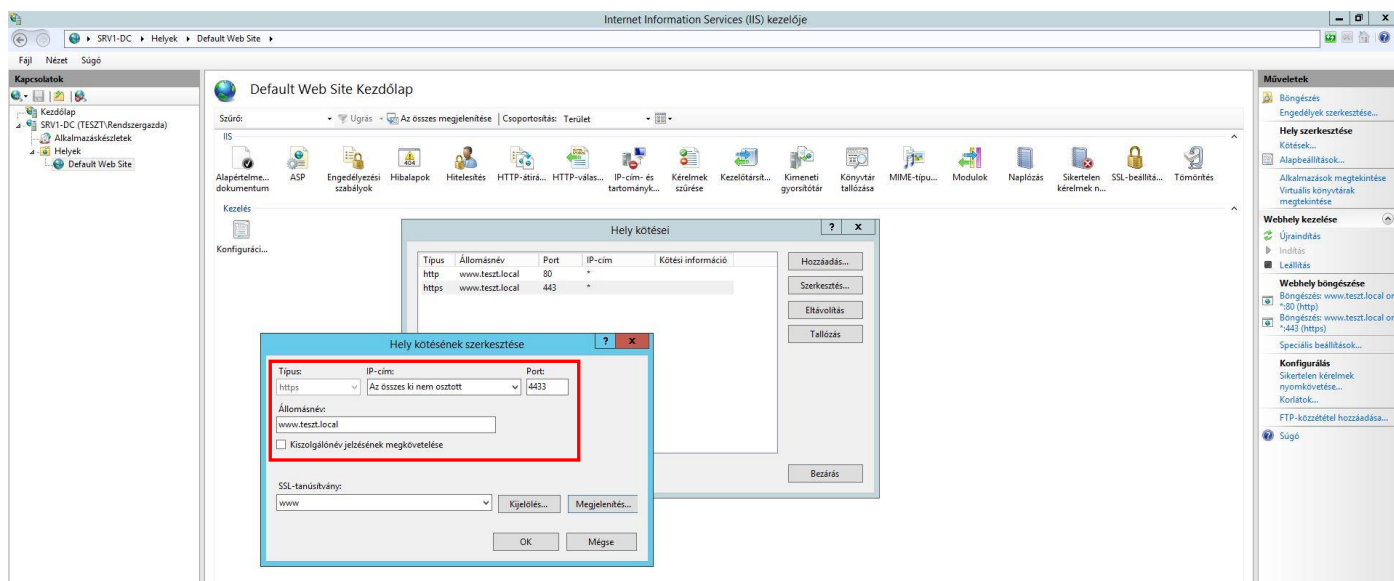 Internet Information Services (IIS) kezelője
SRV1-DC
Helyek
Default Web Site
Fájl Nézet Súgó
Kapcsolatok
Kezdőlap
SRV1-DC (TESZT\Rendszergazda)
Alkalmazáskészletek
Helyek
Default Web Site
Default Web Site Kezdőlap
Szűrő: Ugrás Az összes megjelenítése Csoportosítás: Terület
IIS
Alapértelme... dokumentum
ASP
Engedélyezési szabályok
404
Hibalapok
Hitelesítés
HTTP-átirá...
HTTP-válas...
IP-cím- és tartományk...
Kérelmek szűrése
Kezelőtársít...
Kimeneti gyorsítótár
Könyvtár tallózása
MIME-típu...
Modulok
Naplózás
Sikertelen kérelmek n...
SSL-beállítá...
Tömörítés
Kezelés
Konfiguráci...
Hely kötései
? x
Típus Állomásnév Port IP-cím Kötési információ
http www.teszt.local 80 *
https www.teszt.local 443 *
Hozzáadás...
Szerkesztés...
Eltávolítás
Tallózás
Bezárás
Hely kötésének szerkesztése
? x
Típus: IP-cím: Port:
https Az összes ki nem osztott 4433
Állomásnév:
www.teszt.local
Kiszolgálónév jelzésének megkövetelése
SSL-tanúsítvány:
www
Kijelölés... Megjelenítés...
OK Mégse
Műveletek
Böngészés
Engedélyek szerkesztése...
Hely szerkesztése
Kötések...
Alapbeállítások...
Alkalmazások megtekintése
Virtuális könyvtárak
megtekintése
Webhely kezelése
Újraindítás
Indítás
Leállítás
Webhely böngészése
Böngészés: www.teszt.local on
*:80 (http)
Böngészés: www.teszt.local on
*:443 (https)
Speciális beállítások...
Konfigurálás
Sikertelen kérelmek
nyomkövetése...
Korlátok...
FTP-közzététel hozzáadása...
Súgó